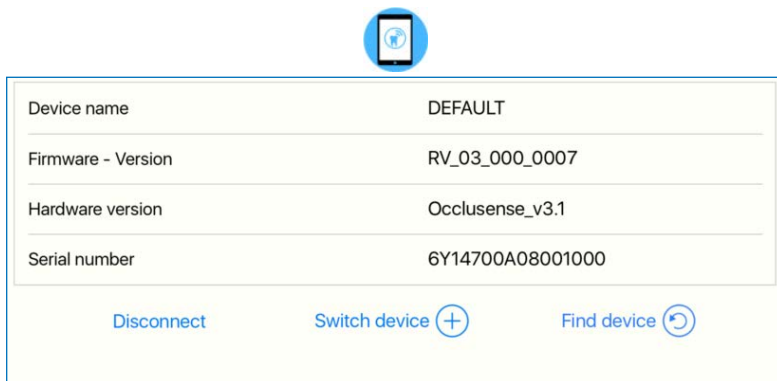 Device name DEFAULT
Firmware - Version RV_03_000_0007
Hardware version Occlusense_v3.1
Serial number 6Y14700A08001000
Disconnect Switch device Find device